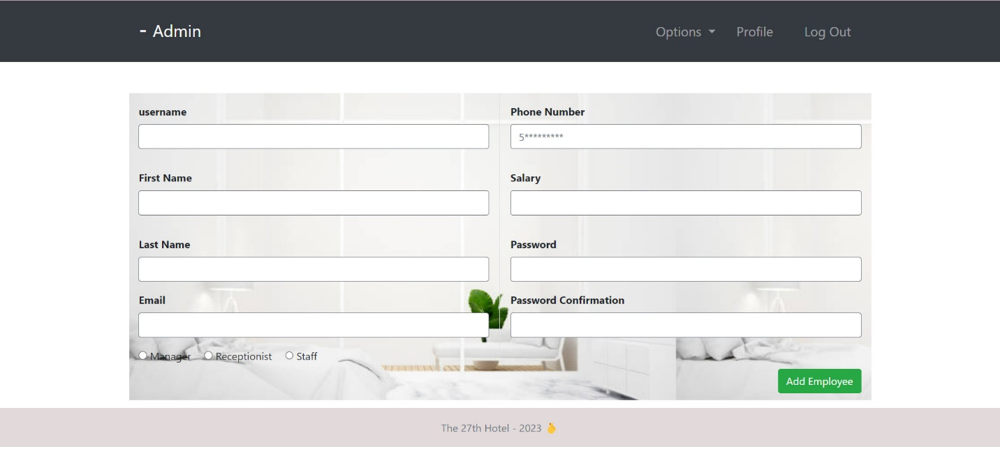 - Admin
Options Profile Log Out
username
Phone Number
5*********
First Name
Salary
Last Name
Password
Email
Password Confirmation
Manager Receptionist Staff
Add Employee
The 27th Hotel - 2023